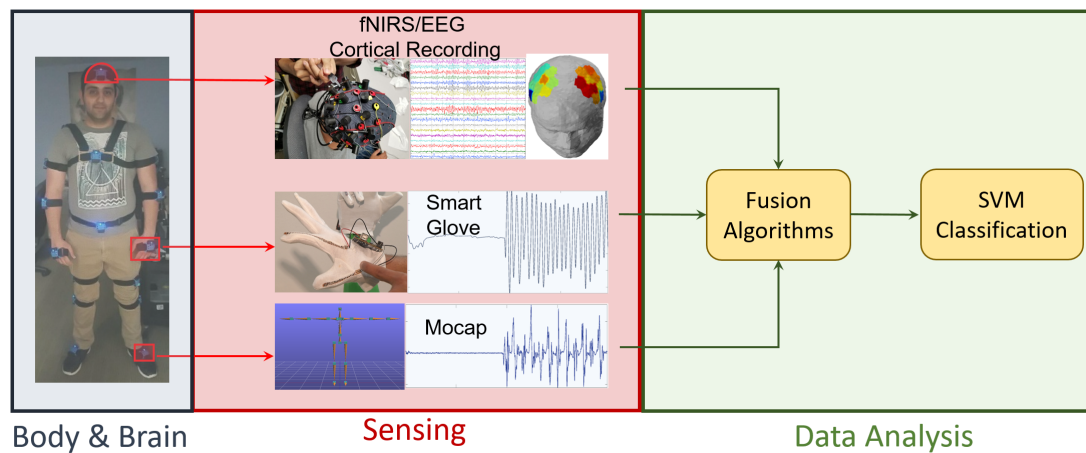 fNIRS/EEG
Cortical Recording
Smart
Glove
Mocap
Fusion
Algorithms
SVM
Classification
Body & Brain
Sensing
Data Analysis